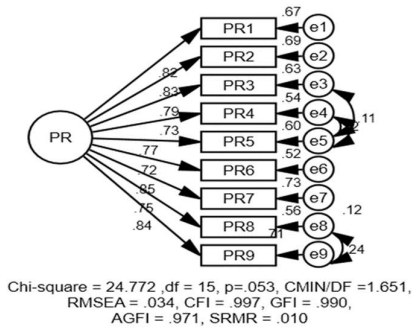 .67
PR1 e1
.69
PR2 e2
.82
.63
PR3 e3
.83
.54
PR4 e4
.79
.11
.60
PR5 e5
.73
PR
.52
.77
PR6 e6
.72
.73
PR7 e7
.85
.56
.12
PR8 e8
.75
.71
.84
.24
PR9 e9
Chi-square = 24.772 ,df = 15, p=.053, CMIN/DF =1.651,
RMSEA = .034, CFI = .997, GFI = .990,
AGFI = .971, SRMR = .010